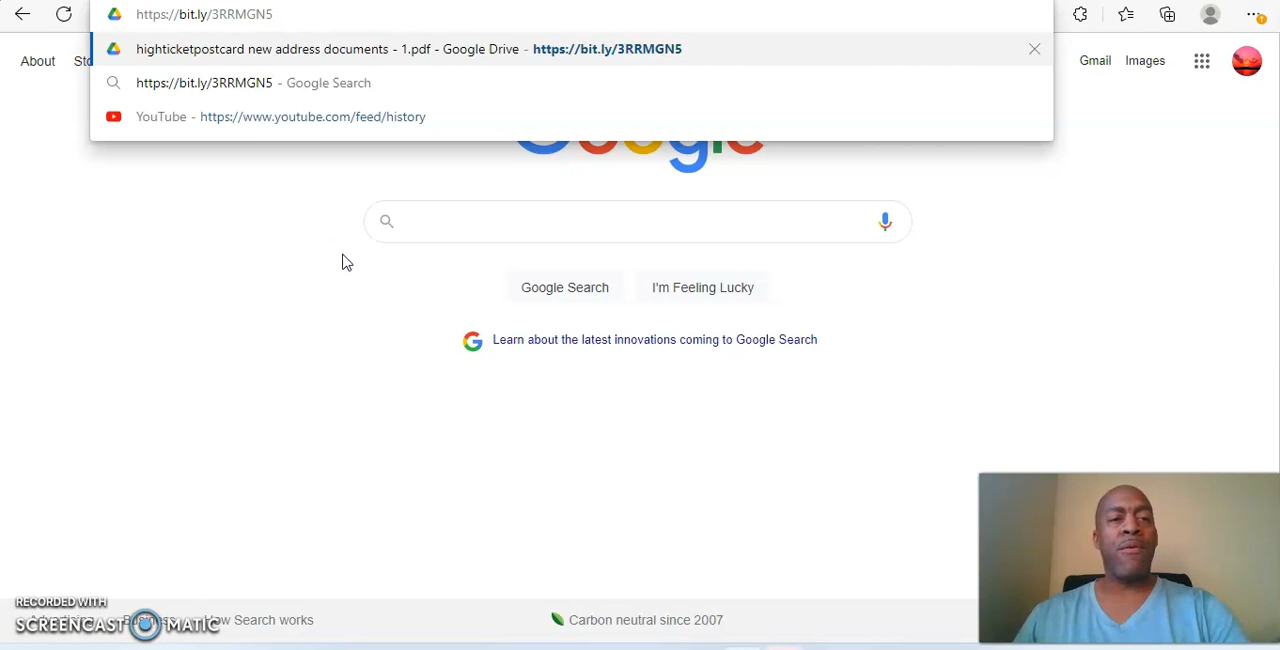 https://bit.ly/3RRMGN5
highticketpostcard new address documents - 1.pdf - Google Drive - https://bit.ly/3RRMGN5
https://bit.ly/3RRMGN5 - Google Search
YouTube - https://www.youtube.com/feed/history
About
Gmail Images
Google
Google Search I'm Feeling Lucky
Learn about the latest innovations coming to Google Search
RECORDED WITH
SCREENCAST MATIC
How Search works
Carbon neutral since 2007